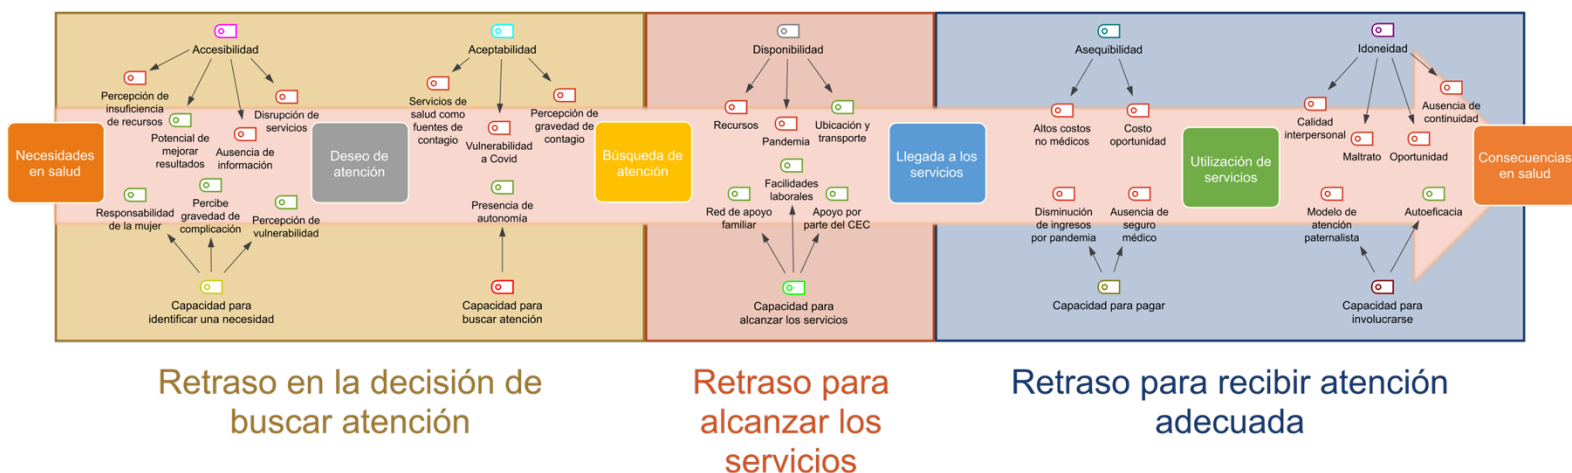 Accesibilidad
Percepción de
insuficiencia
de recursos
Potencial de
mejorar
resultados
Ausencia de
información
Disrupción de
servicios
Aceptabilidad
Servicios de
salud como
fuentes de
contagio
Vulnerabilidad
a Covid
Percepción de
gravedad de
contagio
Disponibilidad
Recursos
Pandemia
Ubicación y
transporte
Asequibilidad
Altos costos
no médicos
Costo
oportunidad
Idoneidad
Calidad
interpersonal
Maltrato
Oportunidad
Ausencia de
continuidad
Necesidades
en salud
Deseo de
atención
Búsqueda de
atención
Llegada a los
servicios
Utilización de
servicios
Consecuencias
en salud
Responsabilidad
de la mujer
Percibe
gravedad de
complicación
Percepción de
vulnerabilidad
Capacidad para
identificar una necesidad
Presencia de
autonomía
Capacidad para
buscar atención
Red de apoyo
familiar
Facilidades
laborales
Apoyo por
parte del CEC
Capacidad para
alcanzar los servicios
Disminución
de ingresos
por pandemia
Ausencia de
seguro
médico
Capacidad para pagar
Modelo de
atención
paternalista
Autoeficacia
Capacidad para
involucrarse
Retraso en la decisión de
buscar atención
Retraso para
alcanzar los
servicios
Retraso para recibir atención
adecuada